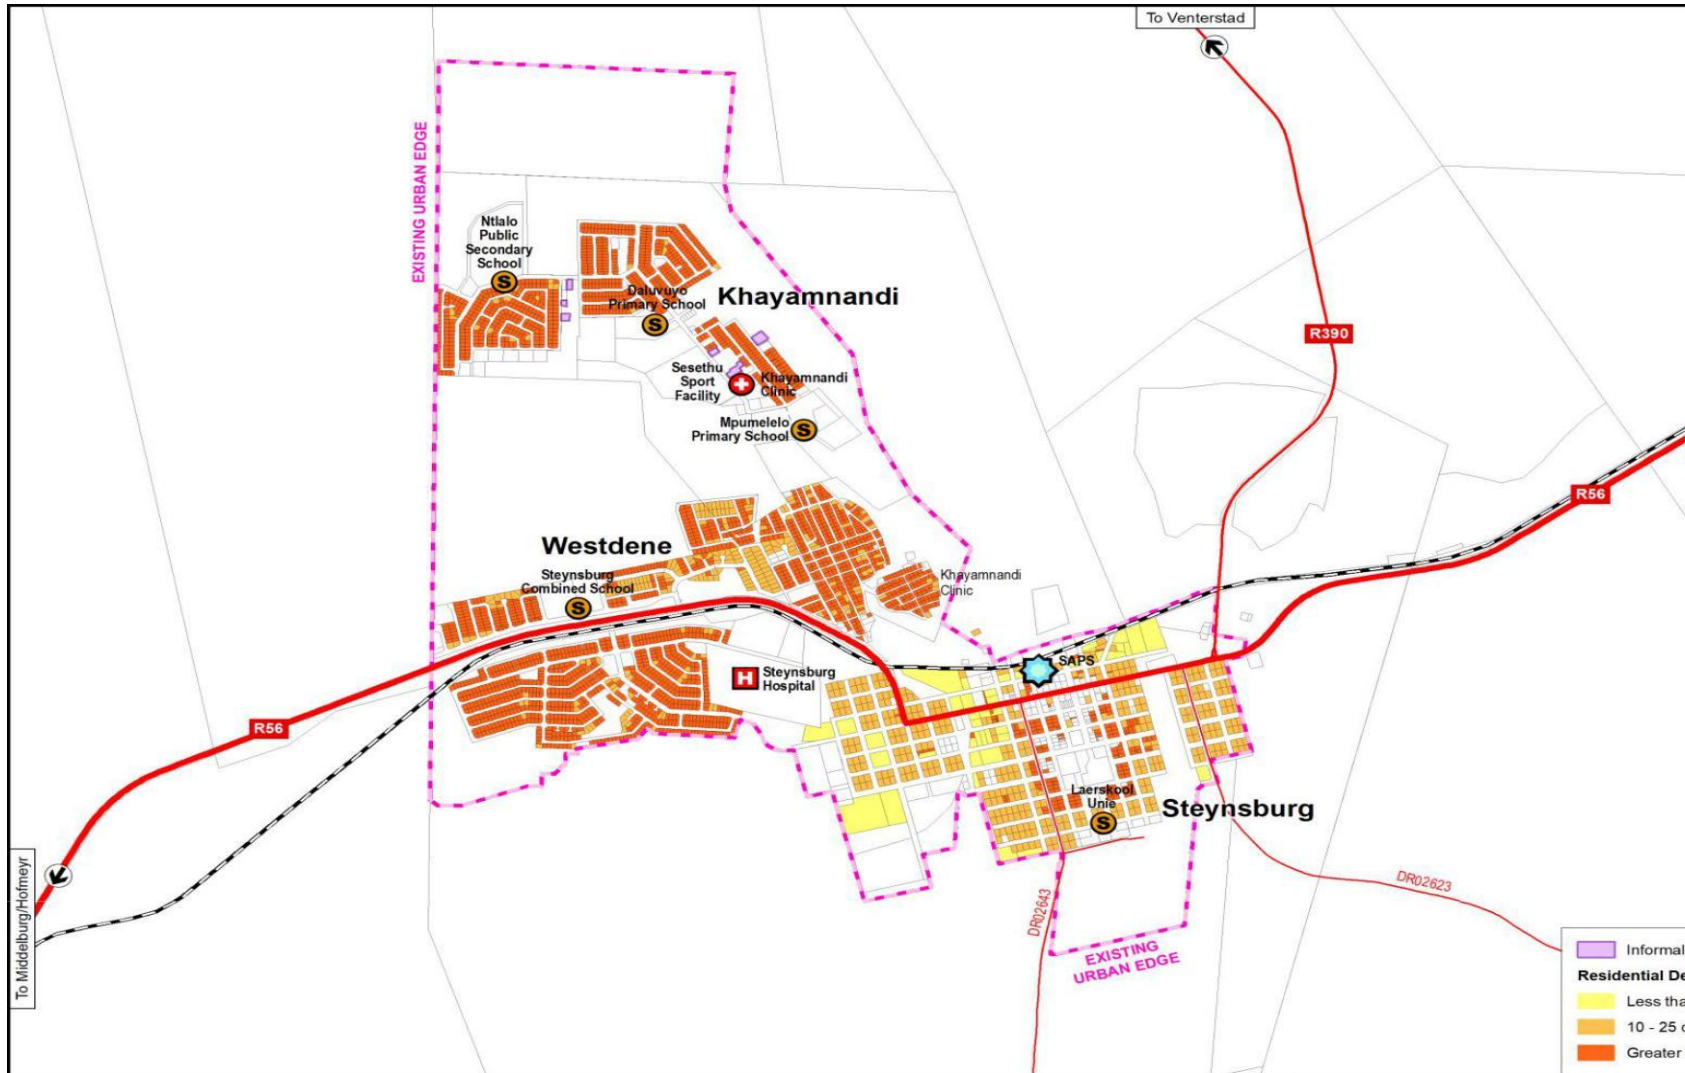 To Venterstad
EXISTING URBAN EDGE
Ntlalo
Public
Secondary
School
S
Daluvuyo
Primary School
S
Khayamnandi
R390
Sesethu
Sport
Facility
Khayamnandi
Clinic
Mpumelelo
Primary School
S
R56
Westdene
Steynsburg
Combined School
S
Khayamnandi
Clinic
H
Steynsburg
Hospital
SAPS
R56
Laerskool
Unie
S
Steynsburg
To Middelburg/Hofmeyr
DR02643
DR02623
EXISTING
URBAN EDGE
Informal
Residential De
Less tha
10 - 25 d
Greater